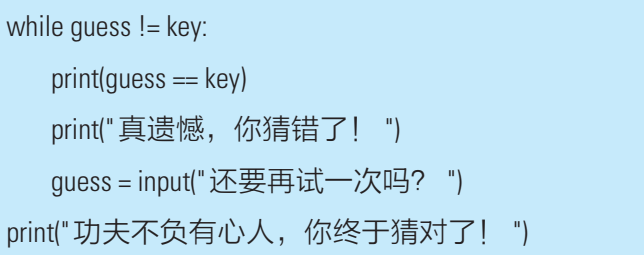 while guess != key:
    print(guess == key)
    print("真遗憾，你猜错了！ ")
    guess = input("还要再试一次吗？ ")
print("功夫不负有心人，你终于猜对了！ ")